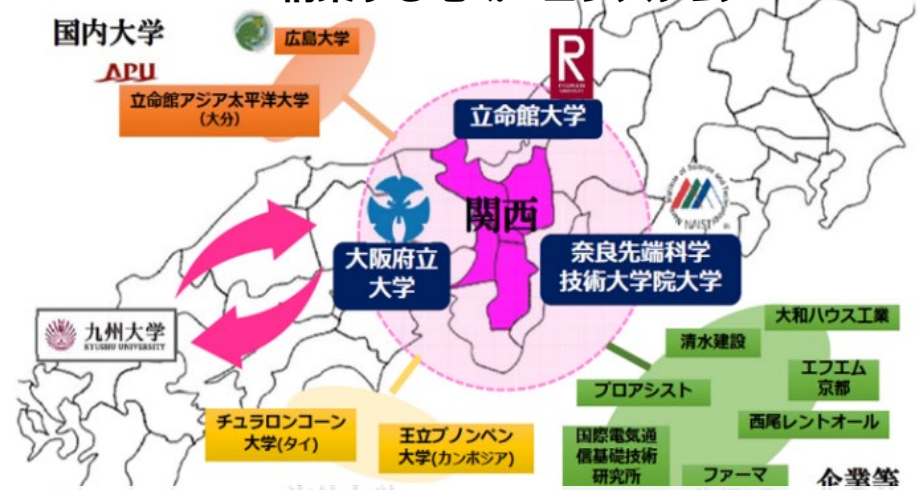 国内大学
広島大学
APU
立命館アジア太平洋大学
(大分)
R
立命館大学
関西
大阪府立
大学
NAIST
奈良先端科学
技術大学院大学
九州大学
KYUSHU UNIVERSITY
チュラロンコーン
大学(タイ)
王立プノンペン
大学(カンボジア)
大和ハウス工業
清水建設
エフエム
京都
プロアシスト
西尾レントオール
国際電気通
信基礎技術
研究所
ファーマ
企業等